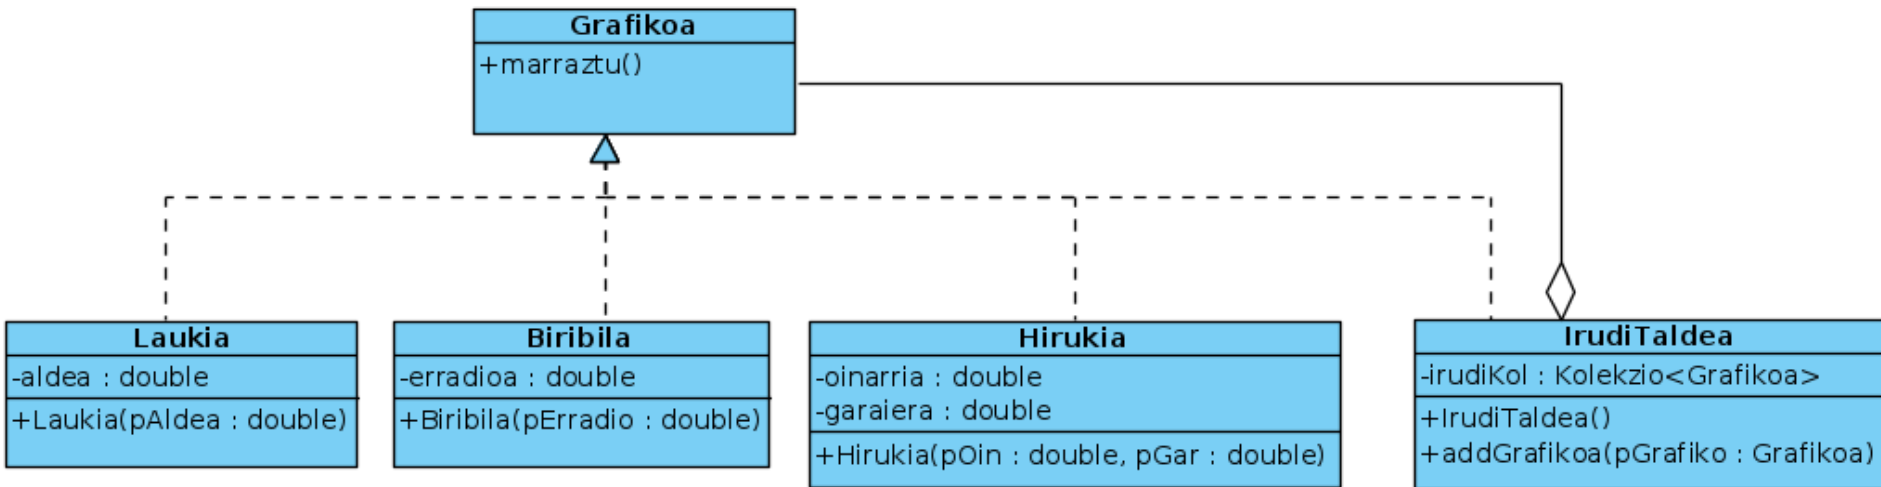 Grafikoa
+marraztu()
Laukia
-aldea : double
+Laukia(pAldea : double)
Biribila
-erradioa : double
+Biribila(pErradio : double)
Hirukia
-oinarria : double
-garaiera : double
+Hirukia(pOin : double, pGar : double)
IrudiTaldea
-irudiKol : Kolekzio<Grafikoa>
+IrudiTaldea()
+addGrafikoa(pGrafiko : Grafikoa)